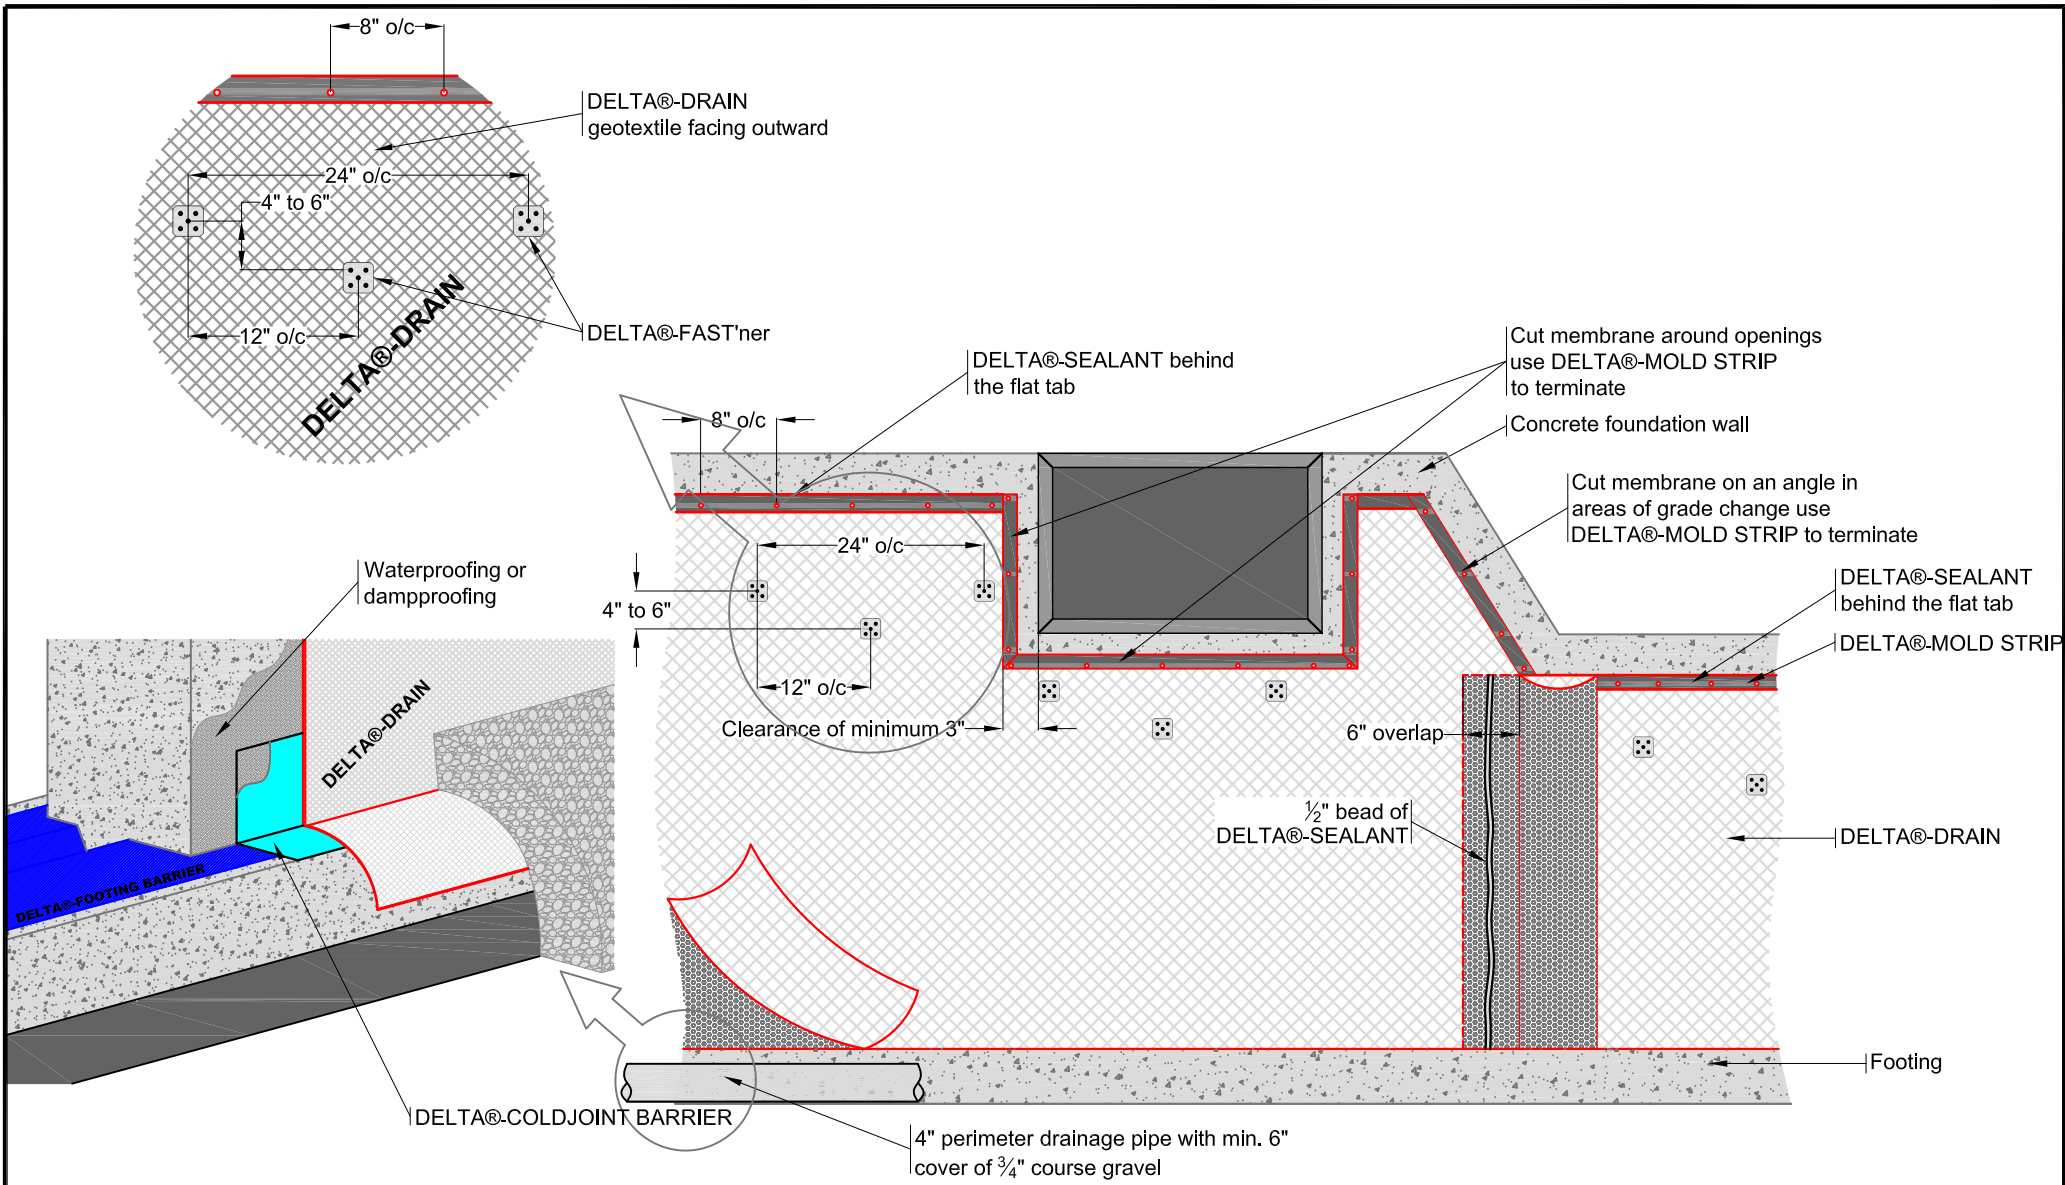 8" o/c
DELTA®-DRAIN
geotextile facing outward
24" o/c
4" to 6"
12" o/c
DELTA®-DRAIN
DELTA®-FAST'ner
DELTA®-SEALANT behind
the flat tab
8" o/c
Cut membrane around openings
use DELTA®-MOLD STRIP
to terminate
Concrete foundation wall
Cut membrane on an angle in
areas of grade change use
DELTA®-MOLD STRIP to terminate
24" o/c
4" to 6"
12" o/c
Clearance of minimum 3"
DELTA®-SEALANT
behind the flat tab
DELTA®-MOLD STRIP
6" overlap
½" bead of
DELTA®-SEALANT
DELTA®-DRAIN
Footing
Waterproofing or
dampproofing
DELTA®-DRAIN
DELTA®-FOOTING BARRIER
DELTA®-COLDJOINT BARRIER
4" perimeter drainage pipe with min. 6"
cover of ¾" course gravel